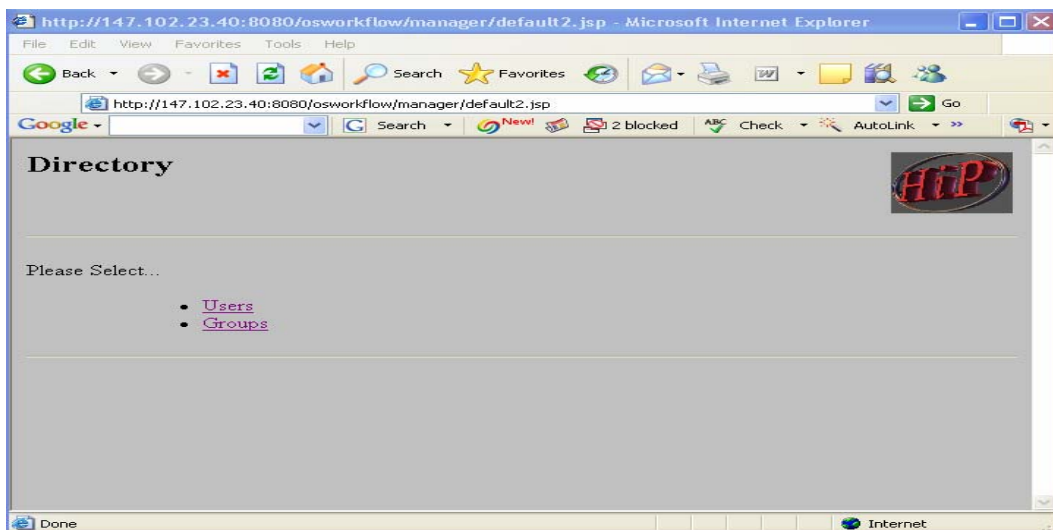 http://147.102.23.40:8080/osworkflow/manager/default2.jsp - Microsoft Internet Explorer
File Edit View Favorites Tools Help
Back Search Favorites W
http://147.102.23.40:8080/osworkflow/manager/default2.jsp Go
Google Search New! 2 blocked ABC Check AutoLink »
Directory
HiP
Please Select...
Users
Groups
Done Internet